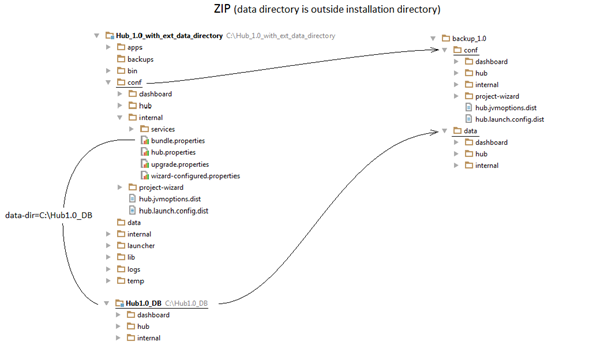 ZIP (data directory is outside installation directory)
Hub_1.0_with_ext_data_directory C:\Hub_1.0_with_ext_data_directory
apps
backups
bin
conf
dashboard
hub
internal
services
bundle.properties
hub.properties
upgrade.properties
wizard-configured.properties
project-wizard
hub.jvmoptions.dist
hub.launch.config.dist
data
internal
launcher
lib
logs
temp
data-dir=C:\Hub1.0_DB
Hub1.0_DB C:\Hub1.0_DB
dashboard
hub
internal
backup_1.0
conf
dashboard
hub
internal
project-wizard
hub.jvmoptions.dist
hub.launch.config.dist
data
dashboard
hub
internal